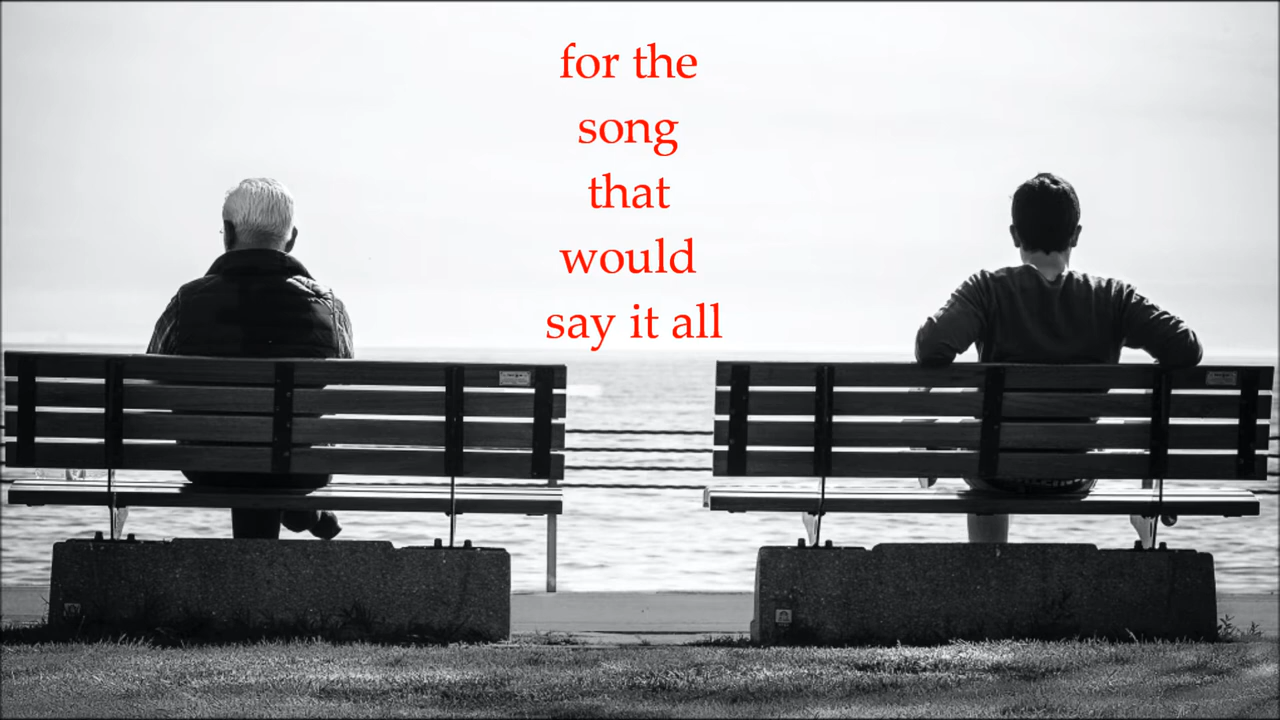 for the
song
that
would
say it all